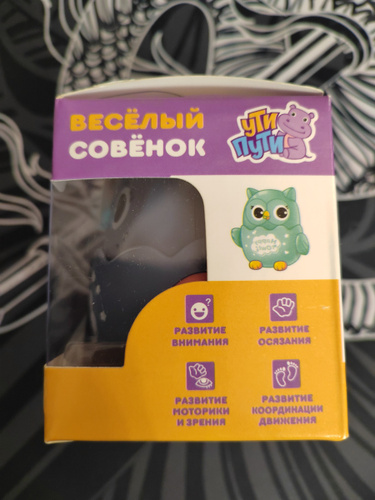 ВЕСЁЛЫЙ
СОВЁНОК
УТИ
ПУТИ
?
РАЗВИТИЕ
ВНИМАНИЯ
РАЗВИТИЕ
ОСЯЗАНИЯ
РАЗВИТИЕ
МОТОРИКИ
И ЗРЕНИЯ
РАЗВИТИЕ
КООРДИНАЦИИ
ДВИЖЕНИЯ